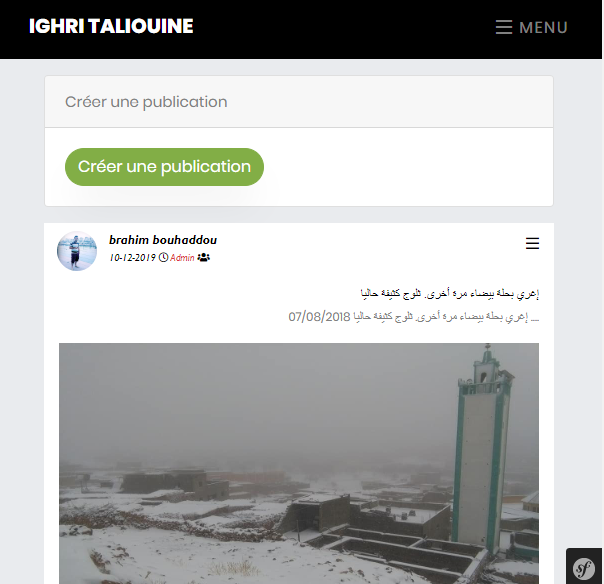 IGHRI TALIOUINE
MENU
Créer une publication
Créer une publication
brahim bouhaddou
10-12-2019 Admin
إغري بحلة بيضاء مرة أخرى. ثلوج كثيفة حاليا
... إغري بحلة بيضاء مرة أخرى. ثلوج كثيفة حاليا 07/08/2018
sf